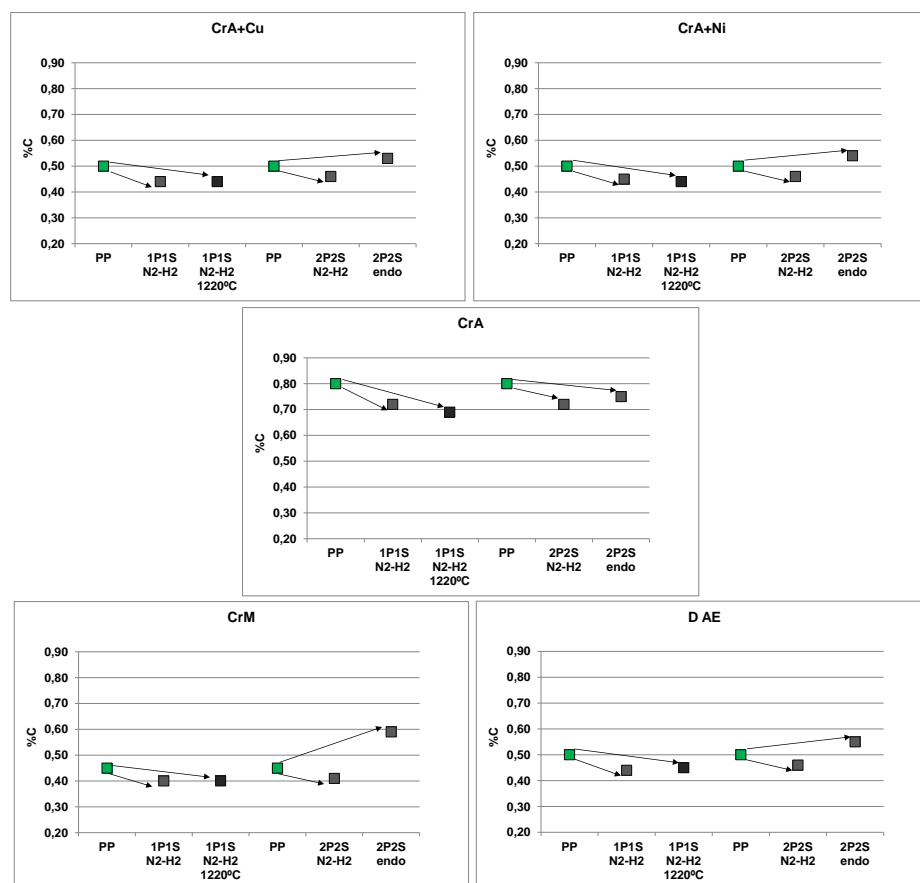 CrA+Cu
0,90
0,80
0,70
0,60
0,50
0,40
0,30
0,20
%C
PP
1P1S
N2-H2
1P1S
N2-H2
1220ºC
PP
2P2S
N2-H2
2P2S
endo
CrA+Ni
0,90
0,80
0,70
0,60
0,50
0,40
0,30
0,20
%C
PP
1P1S
N2-H2
1P1S
N2-H2
1220ºC
PP
2P2S
N2-H2
2P2S
endo
CrA
0,90
0,80
0,70
0,60
0,50
0,40
0,30
0,20
%C
PP
1P1S
N2-H2
1P1S
N2-H2
1220ºC
PP
2P2S
N2-H2
2P2S
endo
CrM
0,90
0,80
0,70
0,60
0,50
0,40
0,30
0,20
%C
PP
1P1S
N2-H2
1P1S
N2-H2
1220ºC
PP
2P2S
N2-H2
2P2S
endo
D AE
0,90
0,80
0,70
0,60
0,50
0,40
0,30
0,20
%C
PP
1P1S
N2-H2
1P1S
N2-H2
1220ºC
PP
2P2S
N2-H2
2P2S
endo